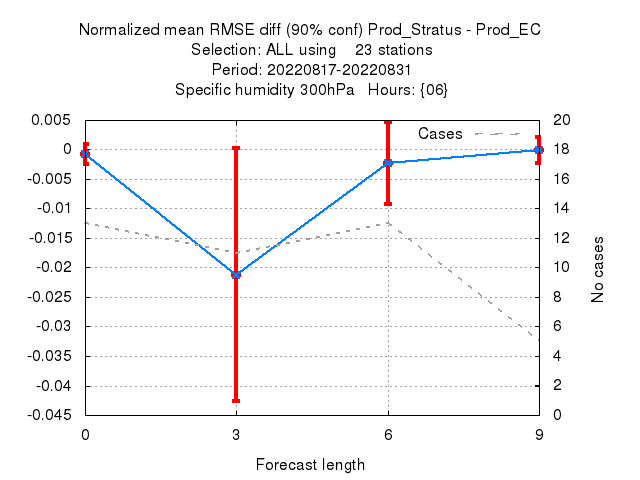 Normalized mean RMSE diff (90% conf) Prod_Stratus - Prod_EC
Selection: ALL using    23 stations
Period: 20220817-20220831
Specific humidity 300hPa   Hours: {06}
Cases
0.005
0
-0.005
-0.01
-0.015
-0.02
-0.025
-0.03
-0.035
-0.04
-0.045
20
18
16
14
12
10
8
6
4
2
0
No cases
0 3 6 9
Forecast length